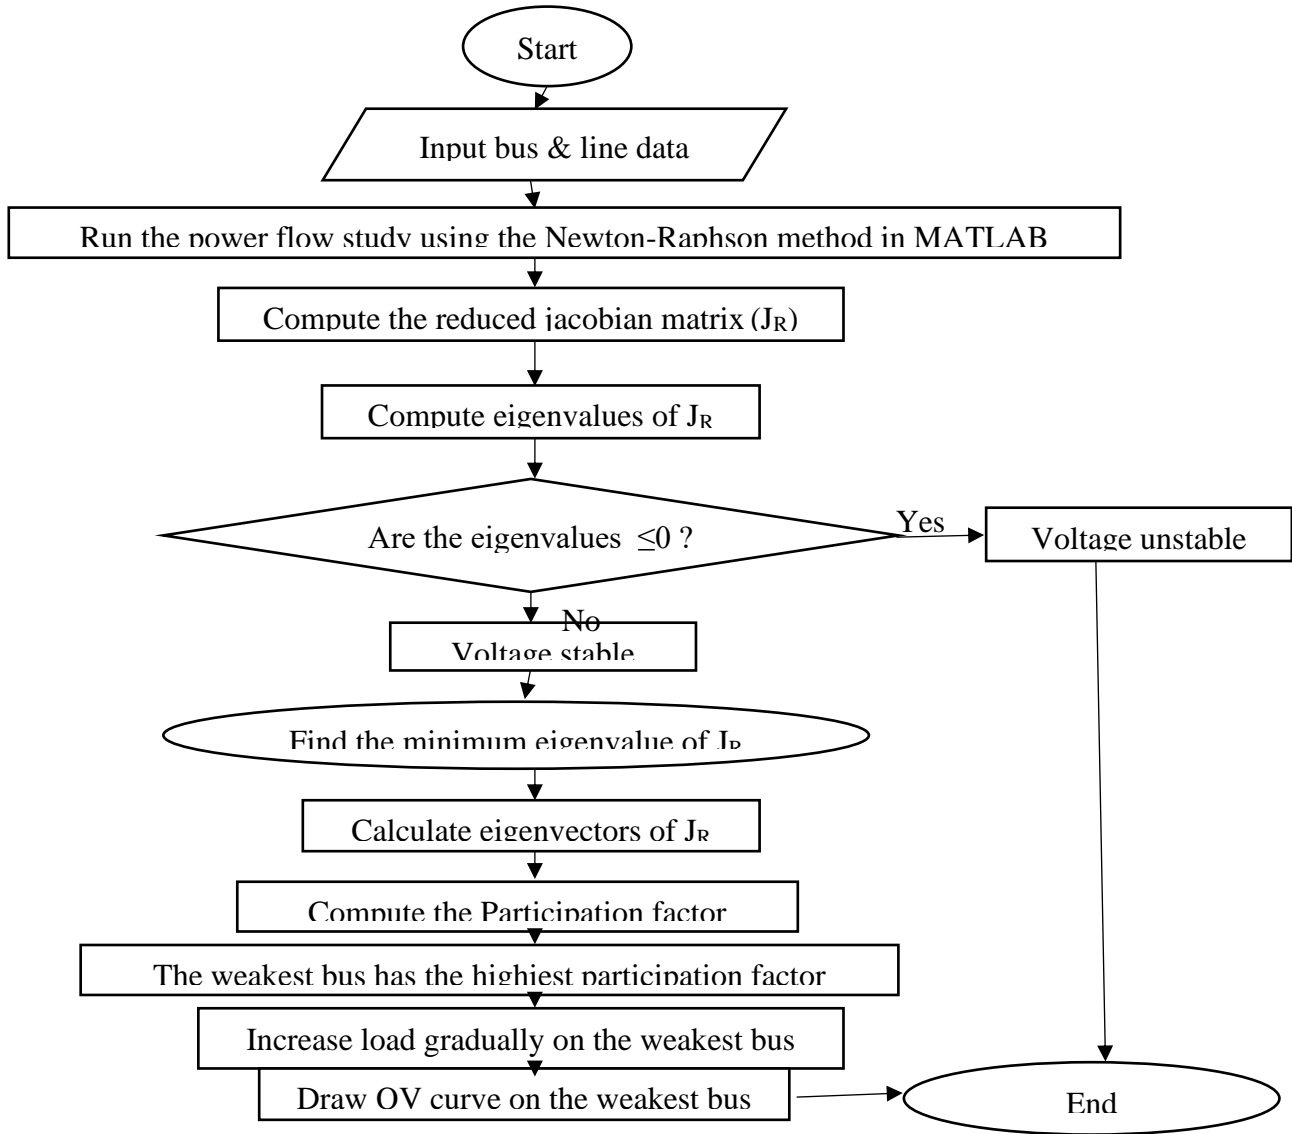 Start
Input bus & line data
Run the power flow study using the Newton-Raphson method in MATLAB
Compute the reduced jacobian matrix (JR)
Compute eigenvalues of JR
Are the eigenvalues ≤0 ?
Yes
Voltage unstable
No
Voltage stable
Find the minimum eigenvalue of JR
Calculate eigenvectors of JR
Compute the Participation factor
The weakest bus has the highest participation factor
Increase load gradually on the weakest bus
Draw QV curve on the weakest bus
End